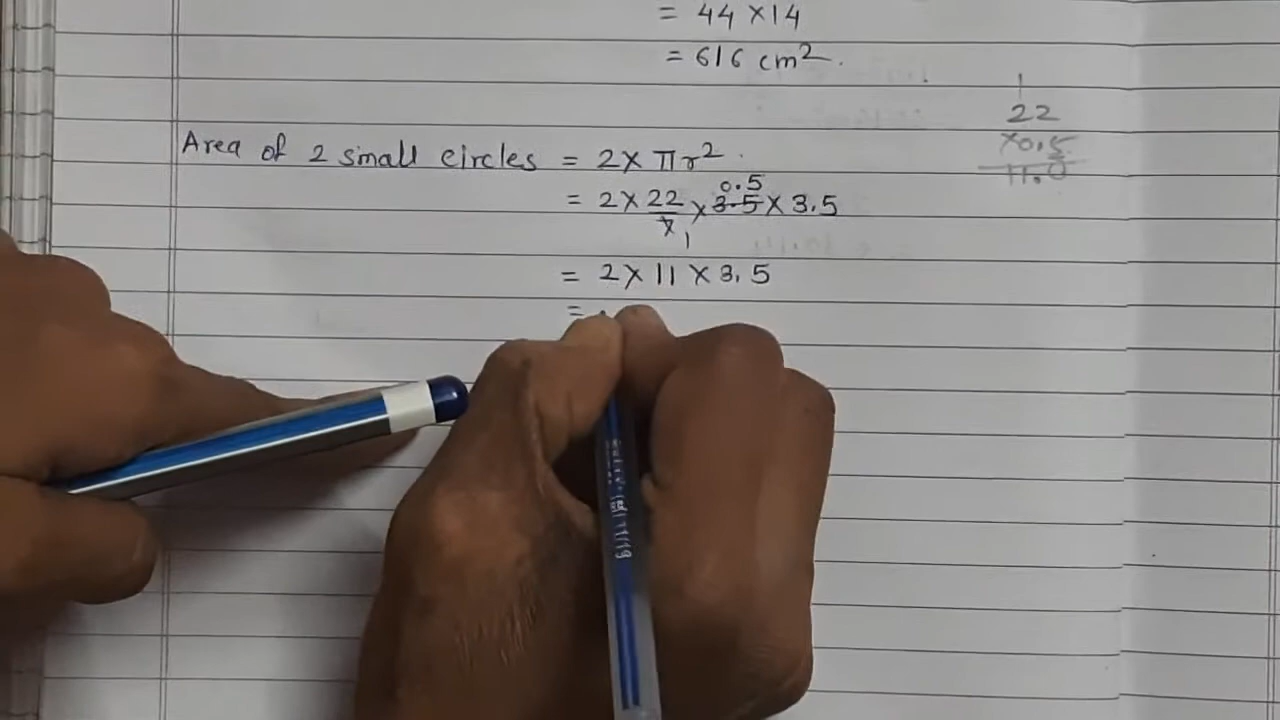 = 44 × 14
= 616 cm².
Area of 2 small circles = 2 × πr².
0.5
= 2 × 22/7 × 3.5 × 3.5
1
= 2 × 11 × 3.5
=
1
22
×0.5
11.0